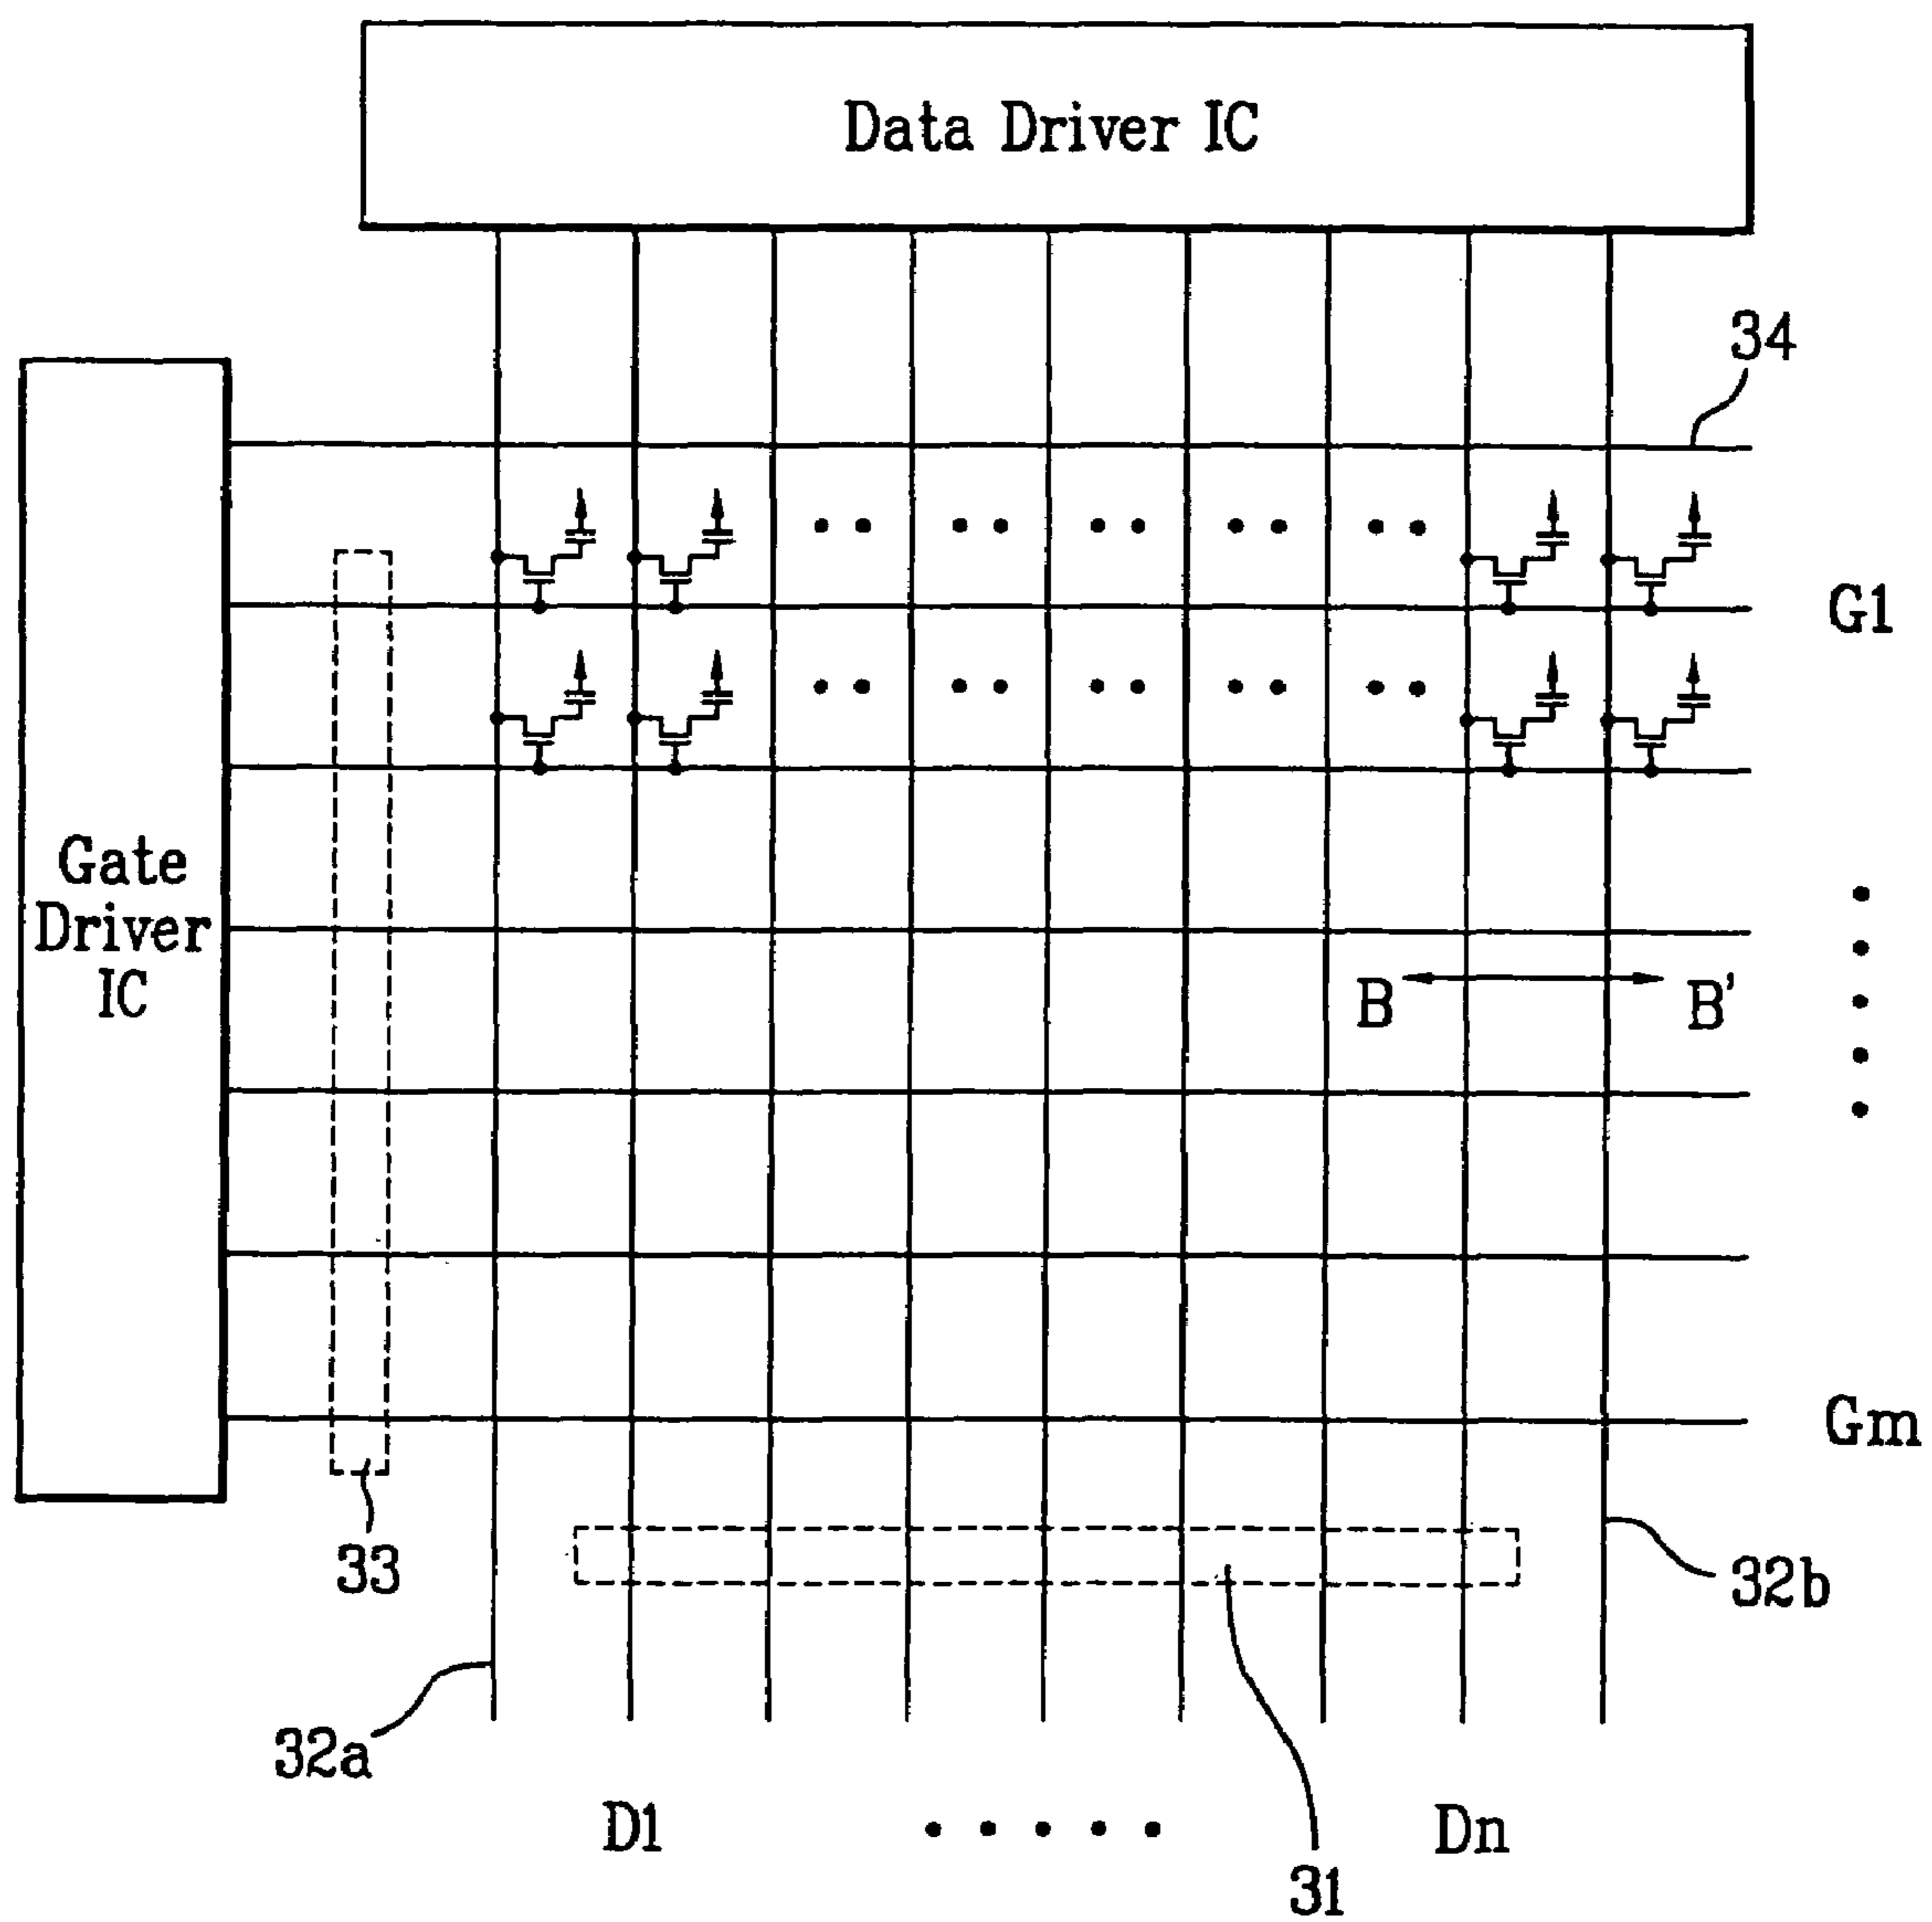 Data Driver IC
34
G1
Gate
Driver
IC
B
B'
Gm
33
32b
32a
D1
Dn
31